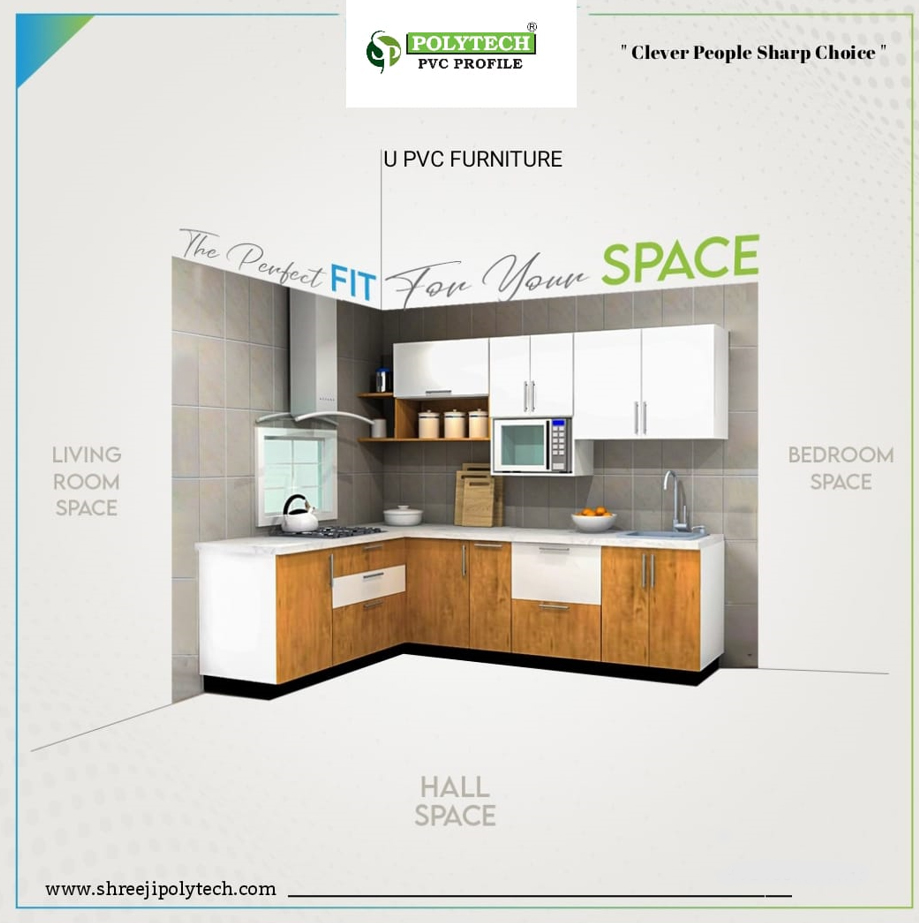 SP POLYTECH®
PVC PROFILE
" Clever People Sharp Choice "
U PVC FURNITURE
The Perfect FIT For Your SPACE
LIVING
ROOM
SPACE
BEDROOM
SPACE
HALL
SPACE
www.shreejipolytech.com